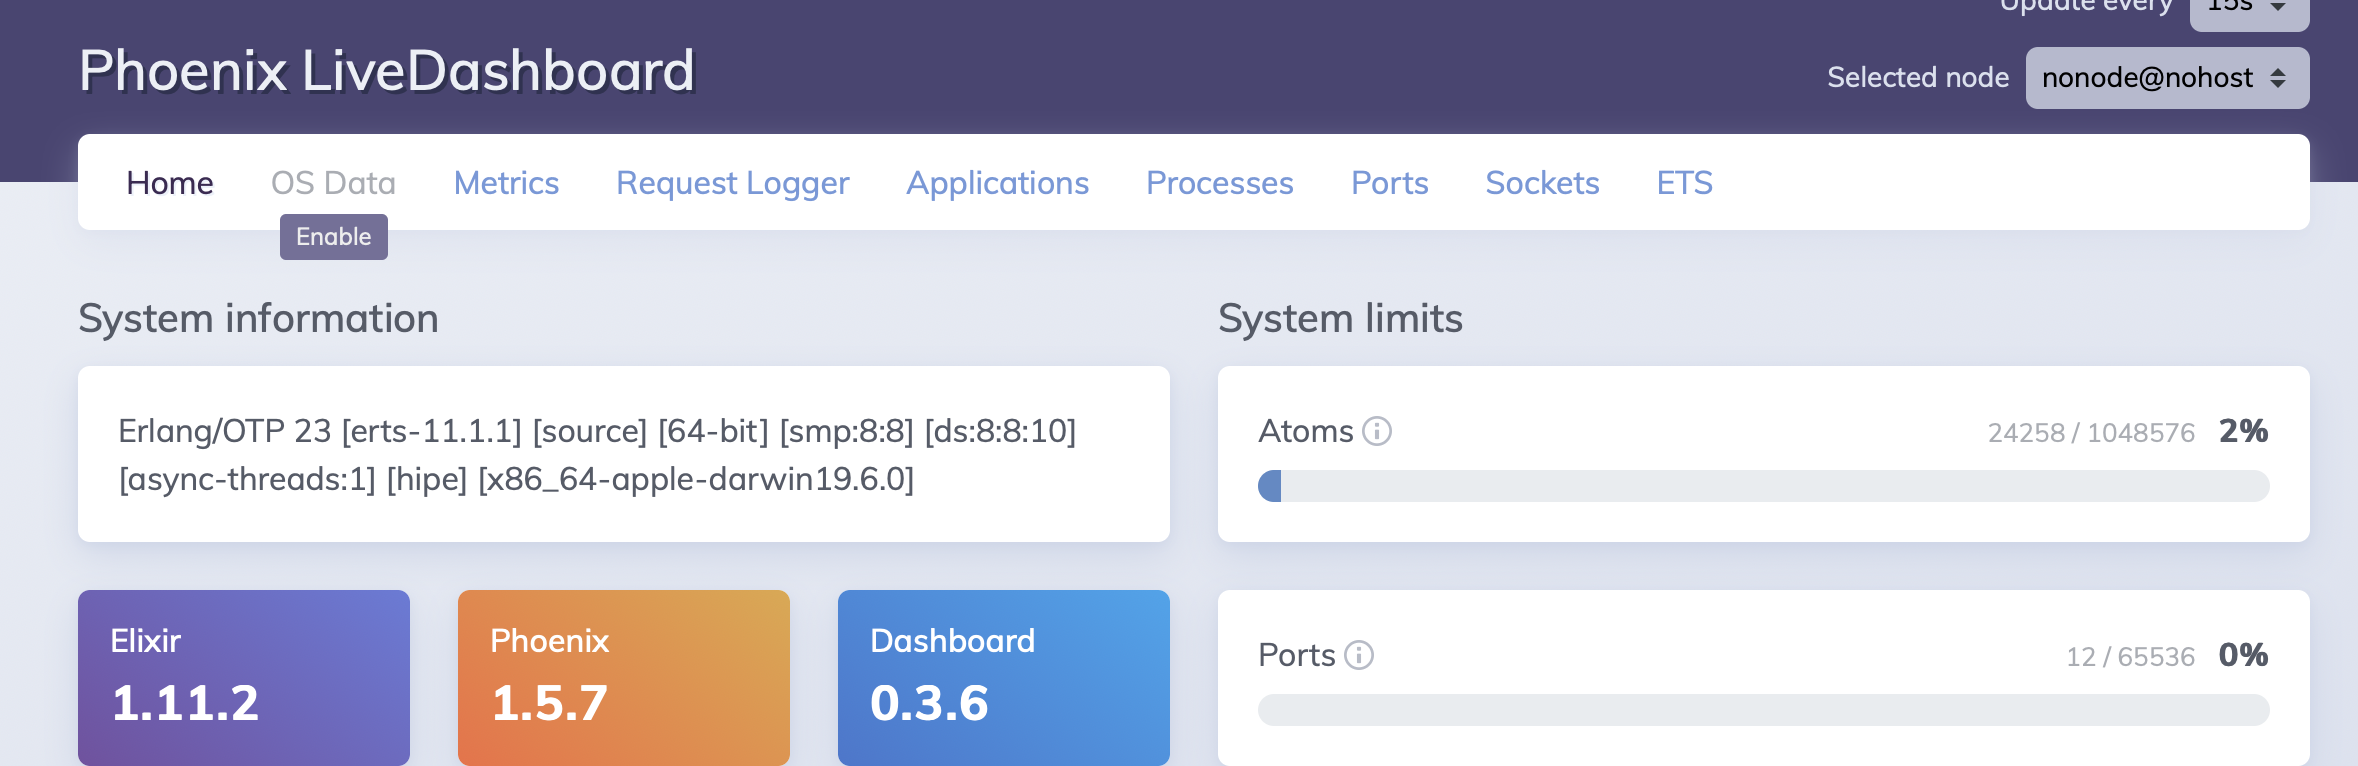 Update every 15s
Phoenix LiveDashboard
Selected node nonode@nohost
Home OS Data Metrics Request Logger Applications Processes Ports Sockets ETS
Enable
System information
Erlang/OTP 23 [erts-11.1.1] [source] [64-bit] [smp:8:8] [ds:8:8:10]
[async-threads:1] [hipe] [x86_64-apple-darwin19.6.0]
Elixir
1.11.2
Phoenix
1.5.7
Dashboard
0.3.6
System limits
Atoms 24258 / 1048576 2%
Ports 12 / 65536 0%